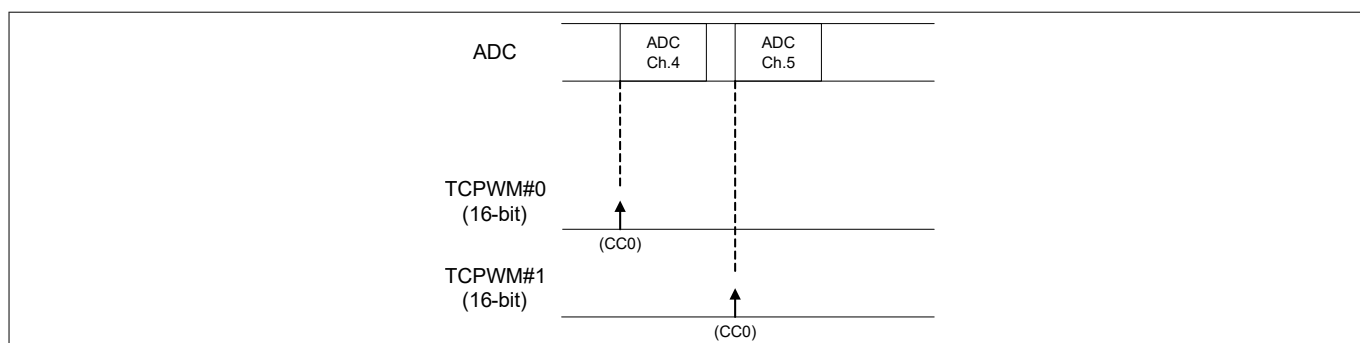 ADC
ADC
Ch.4
ADC
Ch.5
TCPWM#0
(16-bit)
(CC0)
TCPWM#1
(16-bit)
(CC0)